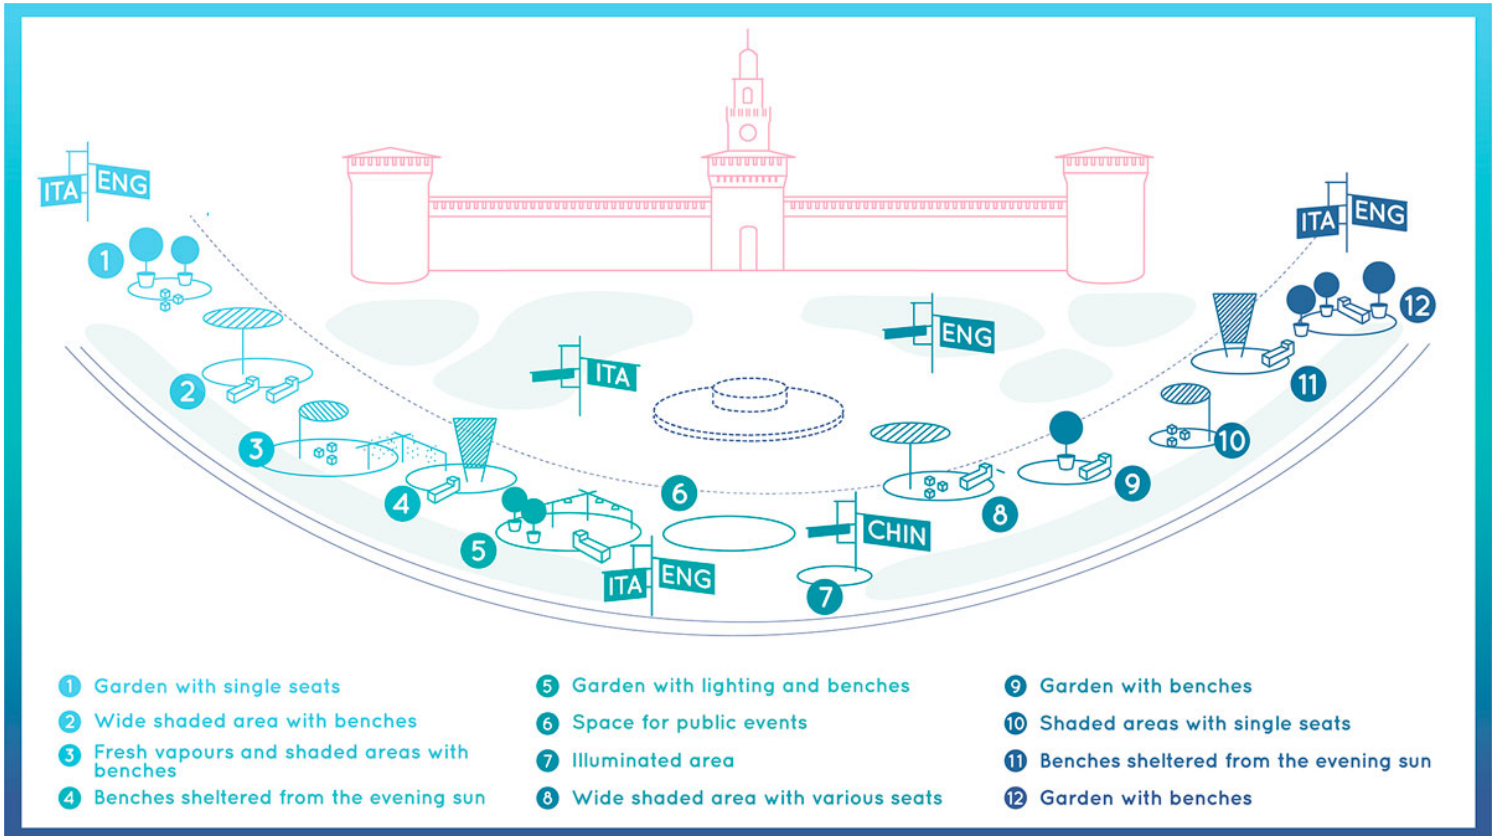 ITA ENG
ITA ENG
1
12
ENG
ITA
2
11
3
10
4
9
6
8
5
CHIN
ITA ENG
7
1 Garden with single seats
2 Wide shaded area with benches
3 Fresh vapours and shaded areas with
benches
4 Benches sheltered from the evening sun
5 Garden with lighting and benches
6 Space for public events
7 Illuminated area
8 Wide shaded area with various seats
9 Garden with benches
10 Shaded areas with single seats
11 Benches sheltered from the evening sun
12 Garden with benches